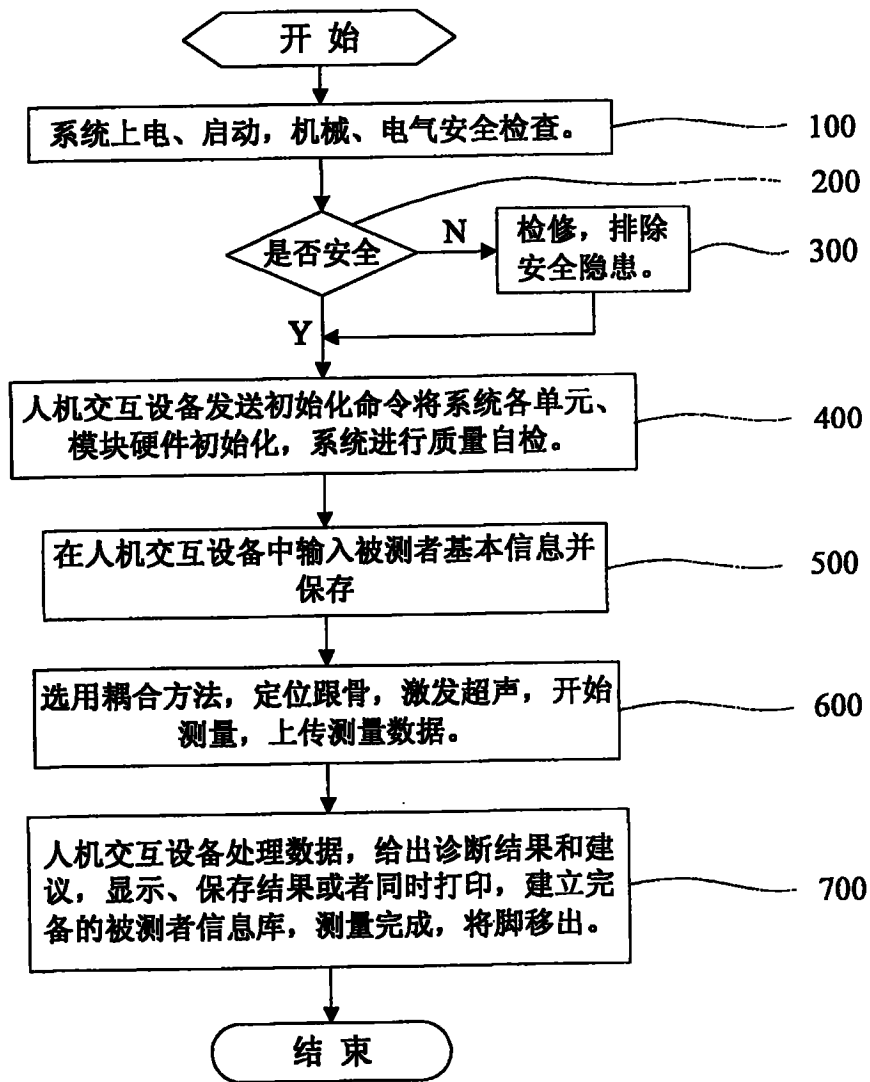 开 始
系统上电、启动，机械、电气安全检查。
100
200
是否安全
N
检修，排除
安全隐患。
300
Y
人机交互设备发送初始化命令将系统各单元、
模块硬件初始化，系统进行质量自检。
400
在人机交互设备中输入被测者基本信息并
保存
500
选用耦合方法，定位跟骨，激发超声，开始
测量，上传测量数据。
600
人机交互设备处理数据，给出诊断结果和建
议，显示、保存结果或者同时打印，建立完
备的被测者信息库，测量完成，将脚移出。
700
结 束